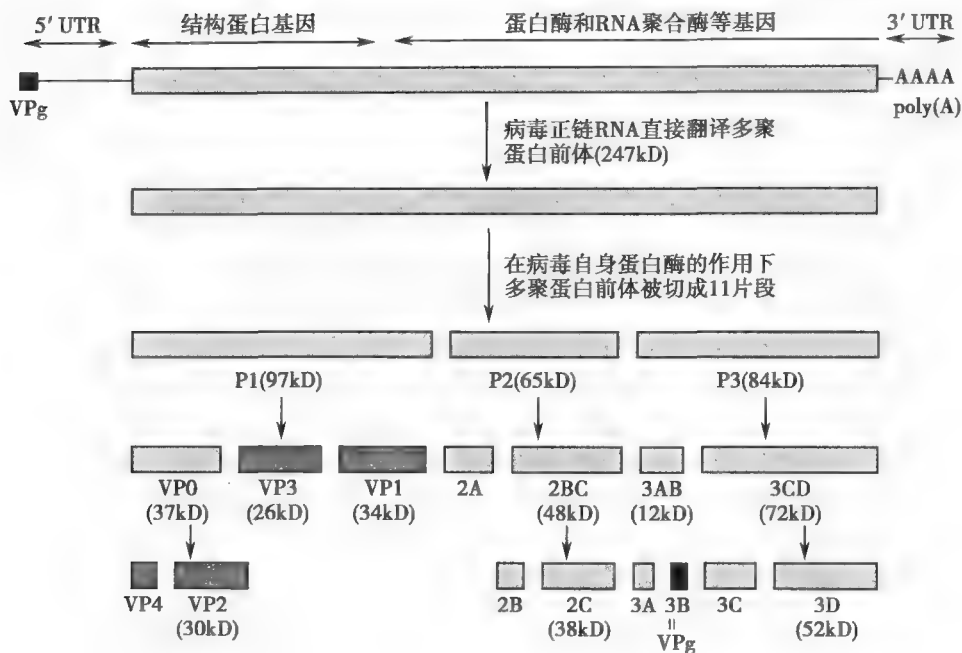 5′ UTR 结构蛋白基因 蛋白酶和RNA聚合酶等基因 3′ UTR
VPg
AAAA
poly(A)
病毒正链RNA直接翻译多聚
蛋白前体(247kD)
在病毒自身蛋白酶的作用下
多聚蛋白前体被切成11片段
P1(97kD) P2(65kD) P3(84kD)
VP0 VP3 VP1 2A 2BC 3AB 3CD
(37kD) (26kD) (34kD) (48kD) (12kD) (72kD)
VP4 VP2 2B 2C 3A 3B 3C 3D
(30kD) (38kD) = (52kD)
VPg